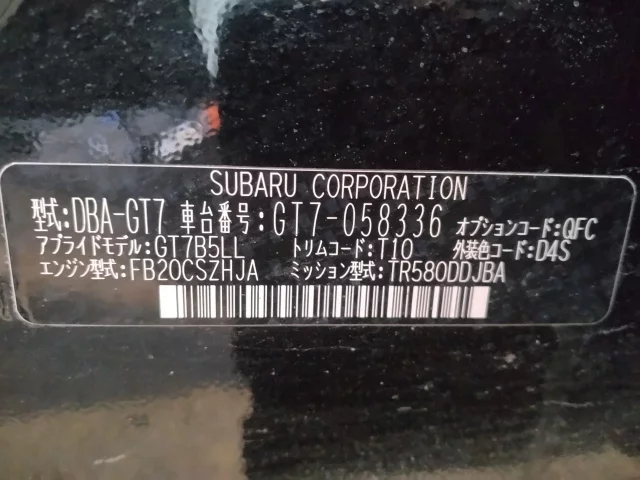 SUBARU CORPORATION
型式:DBA-GT7 車台番号:GT7-058336 オプションコード:QFC
アプライドモデル:GT7B5LL トリムコード:T10 外装色コード:D4S
エンジン型式:FB20CSZHJA ミッション型式:TR580DDJBA